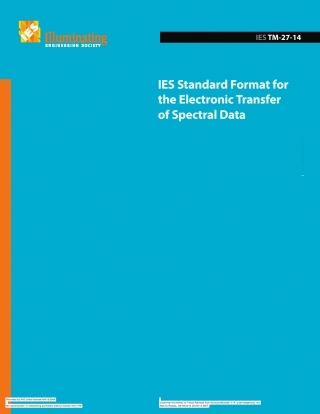 IES
Illuminating
ENGINEERING SOCIETY
IES TM-27-14
IES Standard Format for
the Electronic Transfer
of Spectral Data